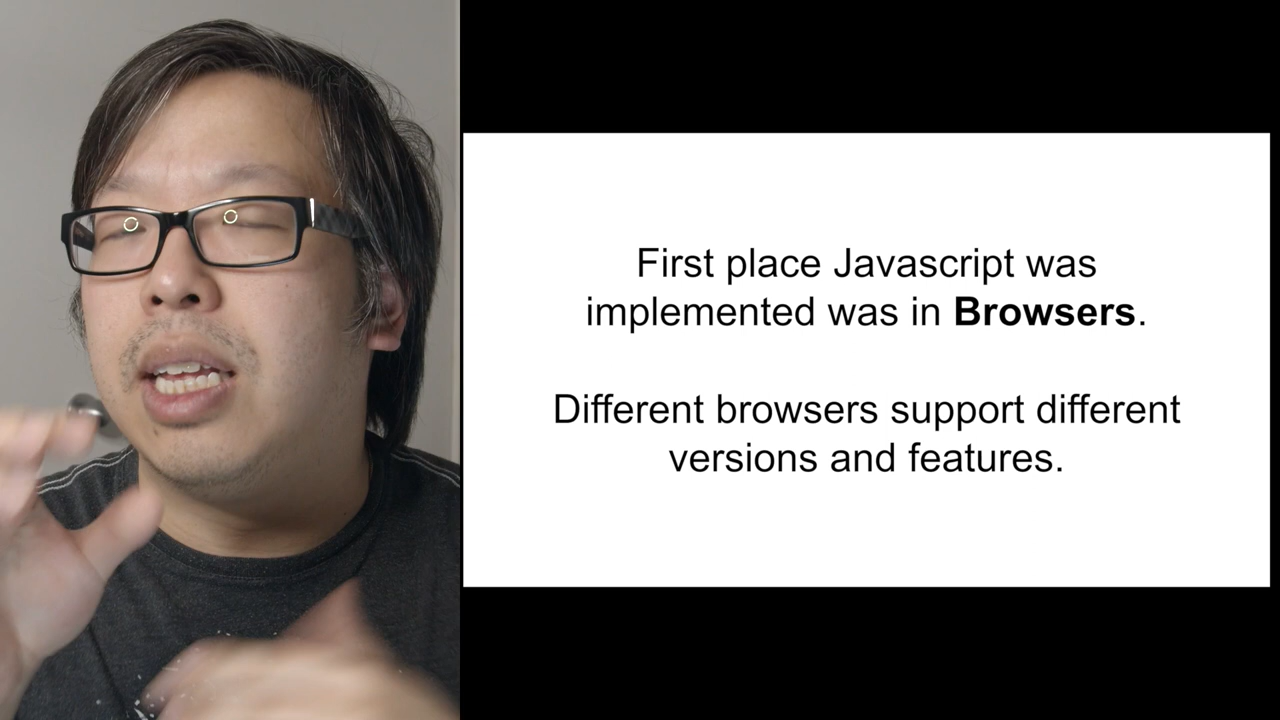 First place Javascript was
implemented was in Browsers.
Different browsers support different
versions and features.